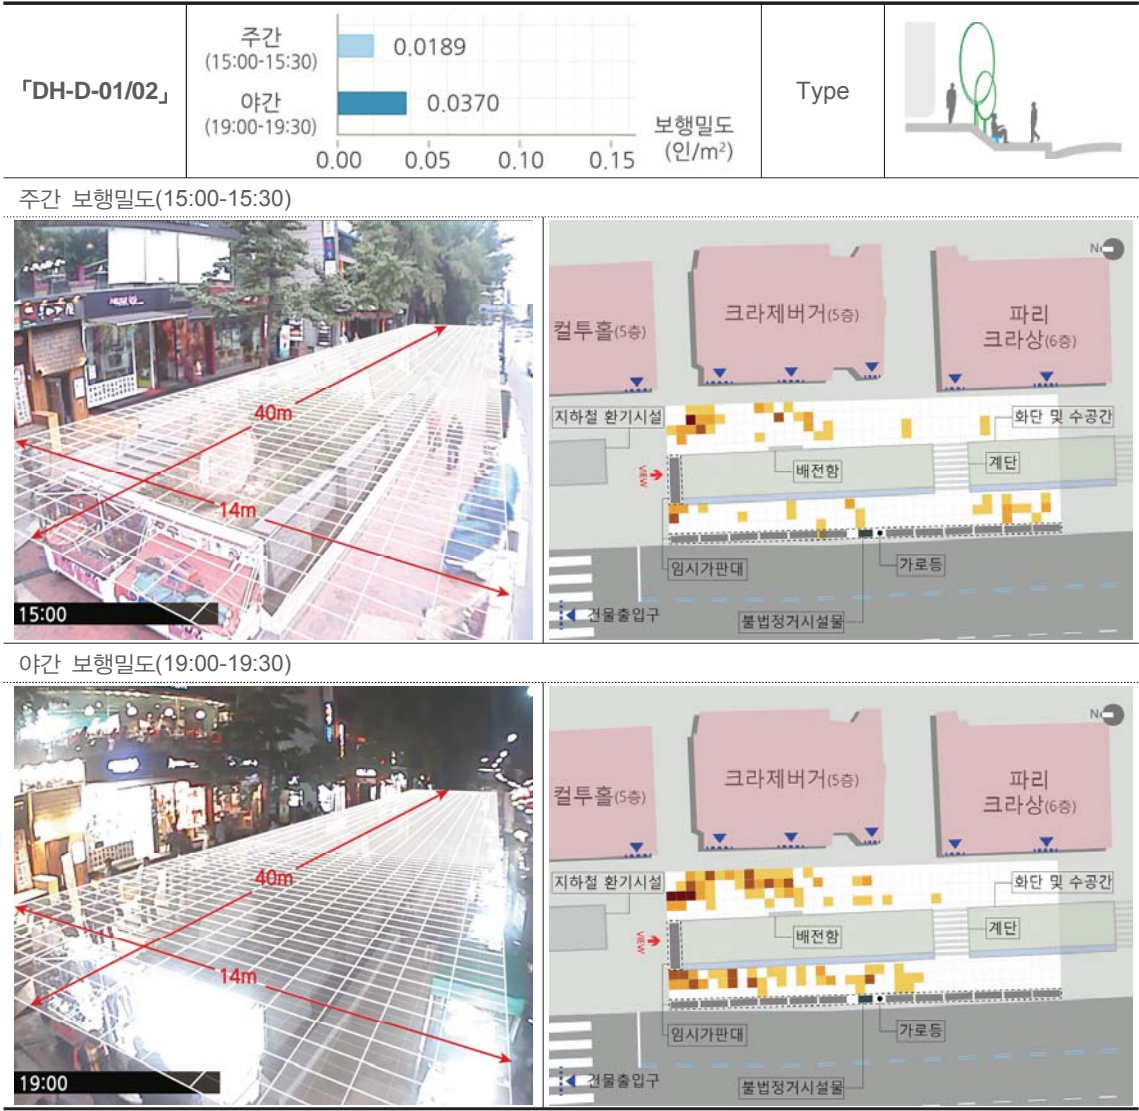 「DH-D-01/02」
주간
(15:00-15:30)
0.0189
야간
(19:00-19:30)
0.0370
0.00 0.05 0.10 0.15
보행밀도
(인/m²)
Type
주간 보행밀도(15:00-15:30)
40m
14m
15:00
N
컬투홀(5층)
크라제버거(5층)
파리
크라상(6층)
지하철 환기시설
화단 및 수공간
VIEW
배전함
계단
임시가판대
가로등
건물출입구
불법정거시설물
야간 보행밀도(19:00-19:30)
40m
14m
19:00
N
컬투홀(5층)
크라제버거(5층)
파리
크라상(6층)
지하철 환기시설
화단 및 수공간
VIEW
배전함
계단
임시가판대
가로등
건물출입구
불법정거시설물